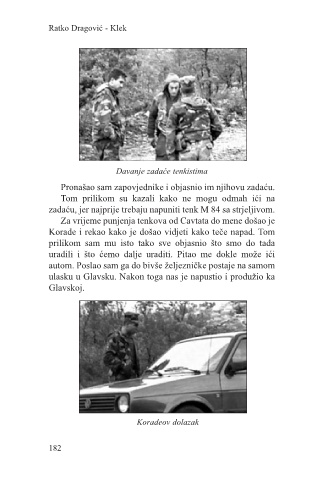 Ratko Dragović - Klek
Davanje zadaće tenkistima
Pronašao sam zapovjednike i objasnio im njihovu zadaću.
Tom prilikom su kazali kako ne mogu odmah ići na
zadaću, jer najprije trebaju napuniti tenk M 84 sa strjeljivom.
Za vrijeme punjenja tenkova od Cavtata do mene došao je
Korade i rekao kako je došao vidjeti kako teče napad. Tom
prilikom sam mu isto tako sve objasnio što smo do tada
uradili i što ćemo dalje uraditi. Pitao me dokle može ići
autom. Poslao sam ga do bivše željezničke postaje na samom
ulasku u Glavsku. Nakon toga nas je napustio i produžio ka
Glavskoj.
Koradeov dolazak
182